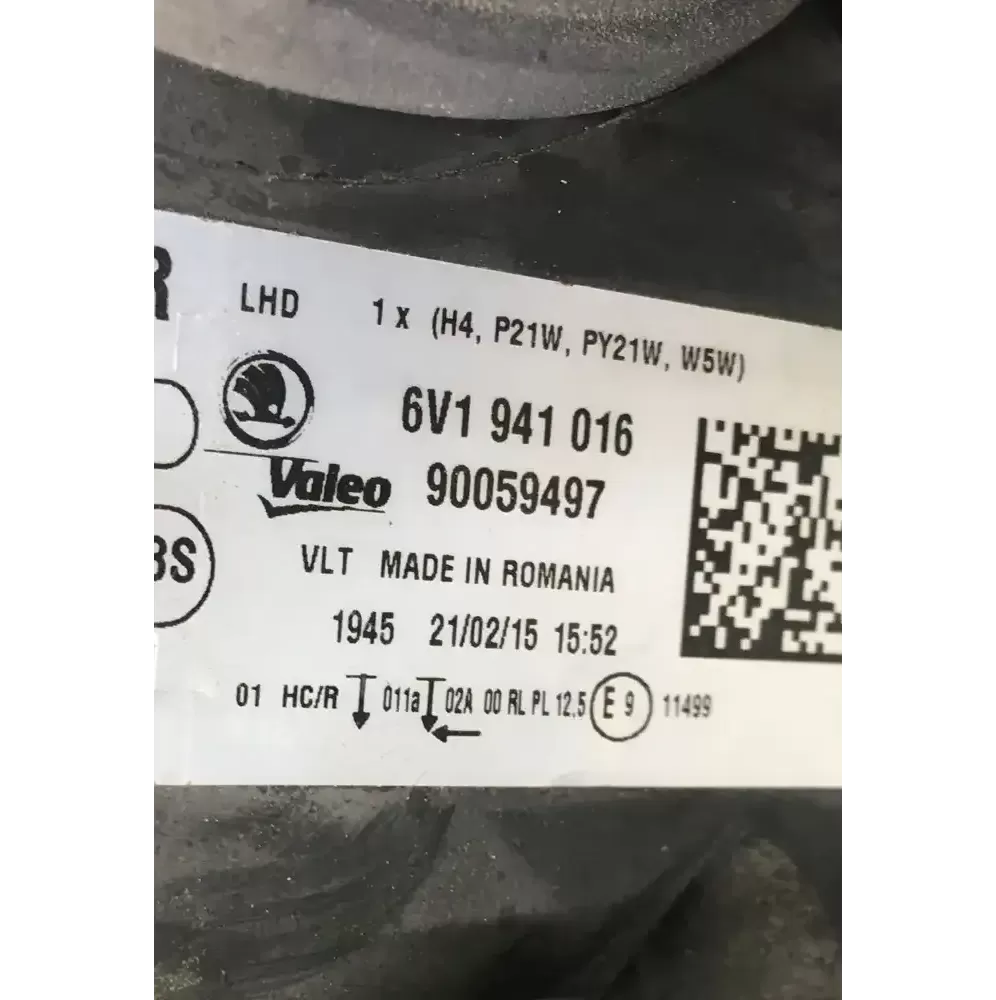 R LHD 1 x (H4, P21W, PY21W, W5W)
6V1 941 016
Valeo 90059497
VLT MADE IN ROMANIA
1945 21/02/15 15:52
01 HC/R 011a 02A 00 RL PL 12,5 E 9 11499